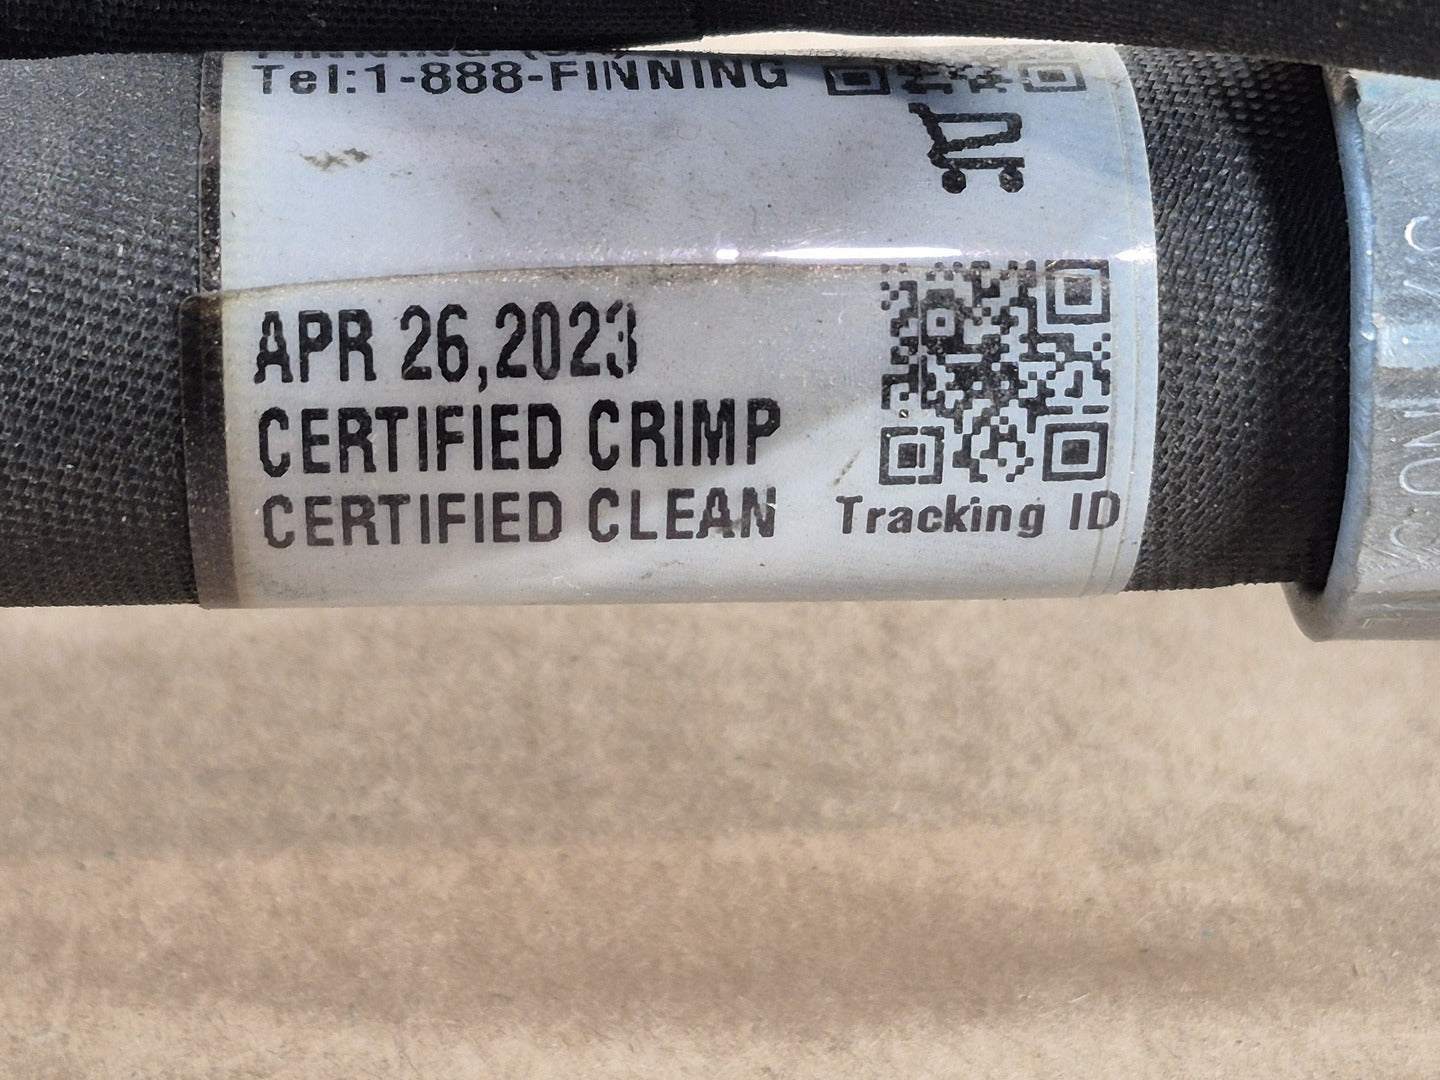 Tel:1-888-FINNING
APR 26,2023
CERTIFIED CRIMP
CERTIFIED CLEAN
Tracking ID